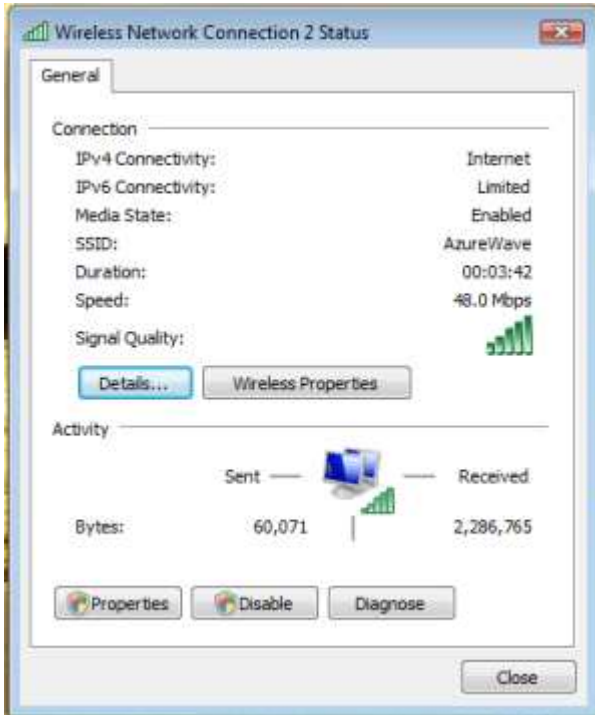 Wireless Network Connection 2 Status
General
Connection
IPv4 Connectivity: Internet
IPv6 Connectivity: Limited
Media State: Enabled
SSID: AzureWave
Duration: 00:03:42
Speed: 48.0 Mbps
Signal Quality:
Details... Wireless Properties
Activity
Sent Received
Bytes: 60,071 2,286,765
Properties Disable Diagnose
Close